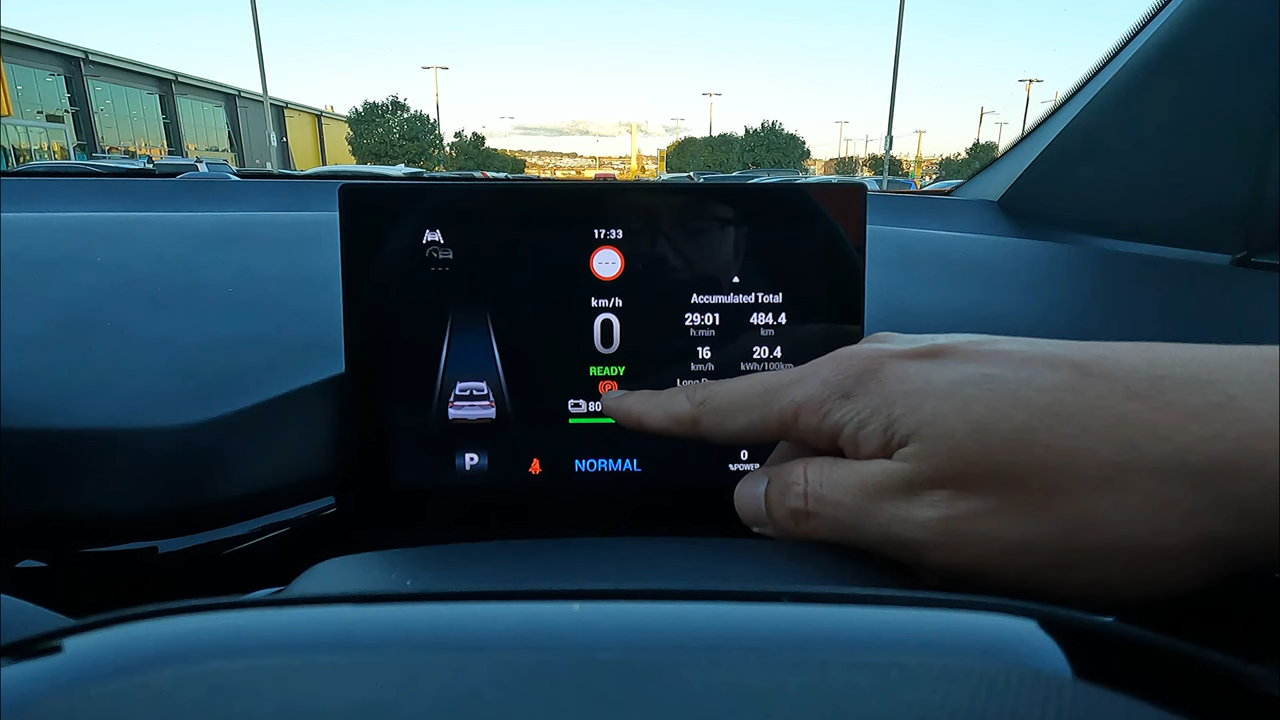 17:33
---
---
km/h
0
READY
P
80
Accumulated Total
29:01 484.4
h:min km
16 20.4
km/h kWh/100km
Long
P
NORMAL
0
%POWER